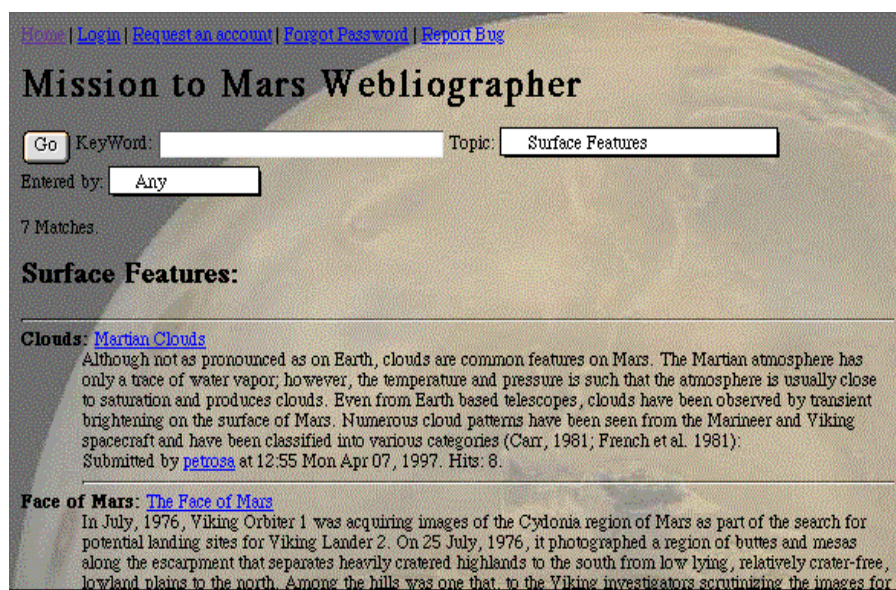 Home | Login | Request an account | Forgot Password | Report Bug
Mission to Mars Webliographer
Go KeyWord: Topic: Surface Features
Entered by: Any
7 Matches.
Surface Features:
Clouds: Martian Clouds
Although not as pronounced as on Earth, clouds are common features on Mars. The Martian atmosphere has
only a trace of water vapor; however, the temperature and pressure is such that the atmosphere is usually close
to saturation and produces clouds. Even from Earth based telescopes, clouds have been observed by transient
brightening on the surface of Mars. Numerous cloud patterns have been seen from the Marineer and Viking
spacecraft and have been classified into various categories (Carr, 1981; French et al. 1981):
Submitted by petrosa at 12:55 Mon Apr 07, 1997. Hits: 8.
Face of Mars: The Face of Mars
In July, 1976, Viking Orbiter 1 was acquiring images of the Cydonia region of Mars as part of the search for
potential landing sites for Viking Lander 2. On 25 July, 1976, it photographed a region of buttes and mesas
along the escarpment that separates heavily cratered highlands to the south from low lying, relatively crater-free,
lowland plains to the north. Among the hills was one that, to the Viking investigators scrutinizing the images for